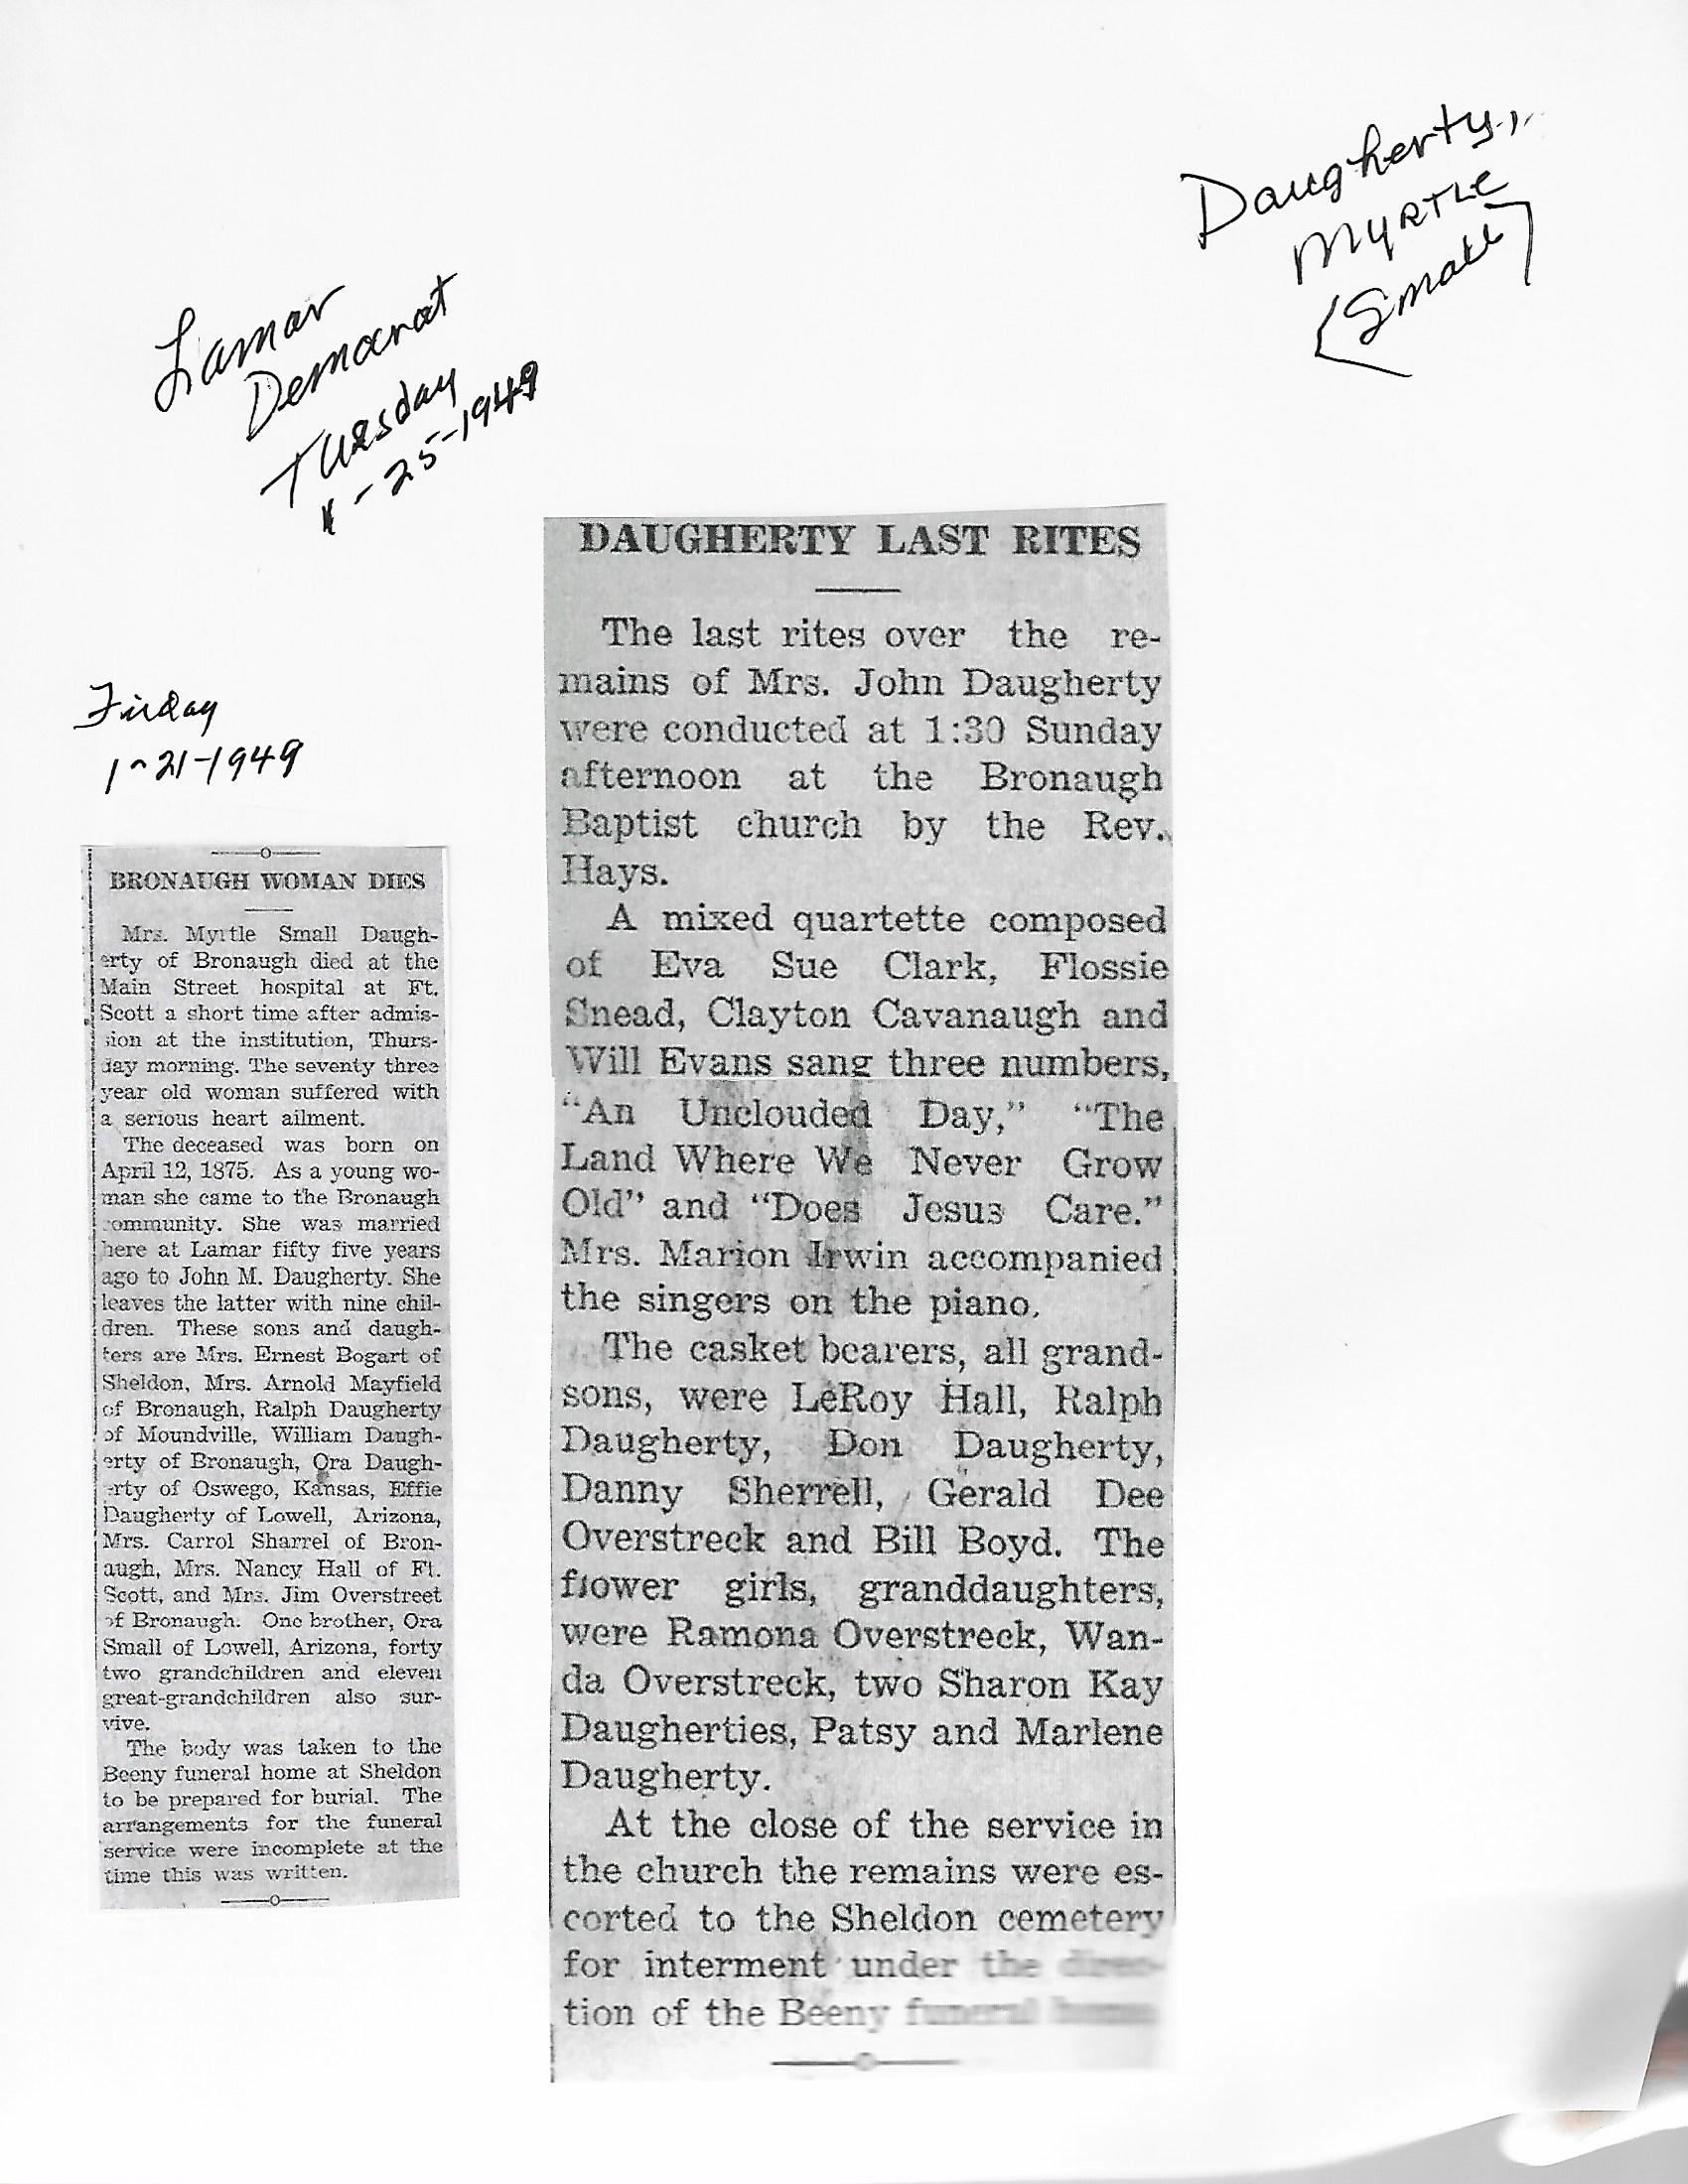 Daugherty,
MYRTLE
(Small)
Lamar
Democrat
Tuesday
1-25-1949
Friday
1-21-1949
BRONAUGH WOMAN DIES
Mrs. Myrtle Small Daugh-
erty of Bronaugh died at the
Main Street hospital at Ft.
Scott a short time after admis-
sion at the institution, Thurs-
day morning. The seventy three
year old woman suffered with
a serious heart ailment.
The deceased was born on
April 12, 1875. As a young wo-
man she came to the Bronaugh
community. She was married
here at Lamar fifty five years
ago to John M. Daugherty. She
leaves the latter with nine chil-
dren. These sons and daugh-
ters are Mrs. Ernest Bogart of
Sheldon, Mrs. Arnold Mayfield
of Bronaugh, Ralph Daugherty
of Moundville, William Daugh-
erty of Bronaugh, Ora Daugh-
erty of Oswego, Kansas, Effie
Daugherty of Lowell, Arizona,
Mrs. Carrol Sharrel of Bron-
augh, Mrs. Nancy Hall of Ft.
Scott, and Mrs. Jim Overstreet
of Bronaugh. One brother, Ora
Small of Lowell, Arizona, forty
two grandchildren and eleven
great-grandchildren also sur-
vive.
The body was taken to the
Beeny funeral home at Sheldon
to be prepared for burial. The
arrangements for the funeral
service were incomplete at the
time this was written.
DAUGHERTY LAST RITES
The last rites over the re-
mains of Mrs. John Daugherty
were conducted at 1:30 Sunday
afternoon at the Bronaugh
Baptist church by the Rev.
Hays.
A mixed quartette composed
of Eva Sue Clark, Flossie
Snead, Clayton Cavanaugh and
Will Evans sang three numbers,
"An Unclouded Day," "The
Land Where We Never Grow
Old" and "Does Jesus Care."
Mrs. Marion Irwin accompanied
the singers on the piano.
The casket bearers, all grand-
sons, were LeRoy Hall, Ralph
Daugherty, Don Daugherty,
Danny Sherrell, Gerald Dee
Overstreck and Bill Boyd. The
flower girls, granddaughters,
were Ramona Overstreck, Wan-
da Overstreck, two Sharon Kay
Daugherties, Patsy and Marlene
Daugherty.
At the close of the service in
the church the remains were es-
corted to the Sheldon cemetery
for interment under the direc-
tion of the Beeny funeral home